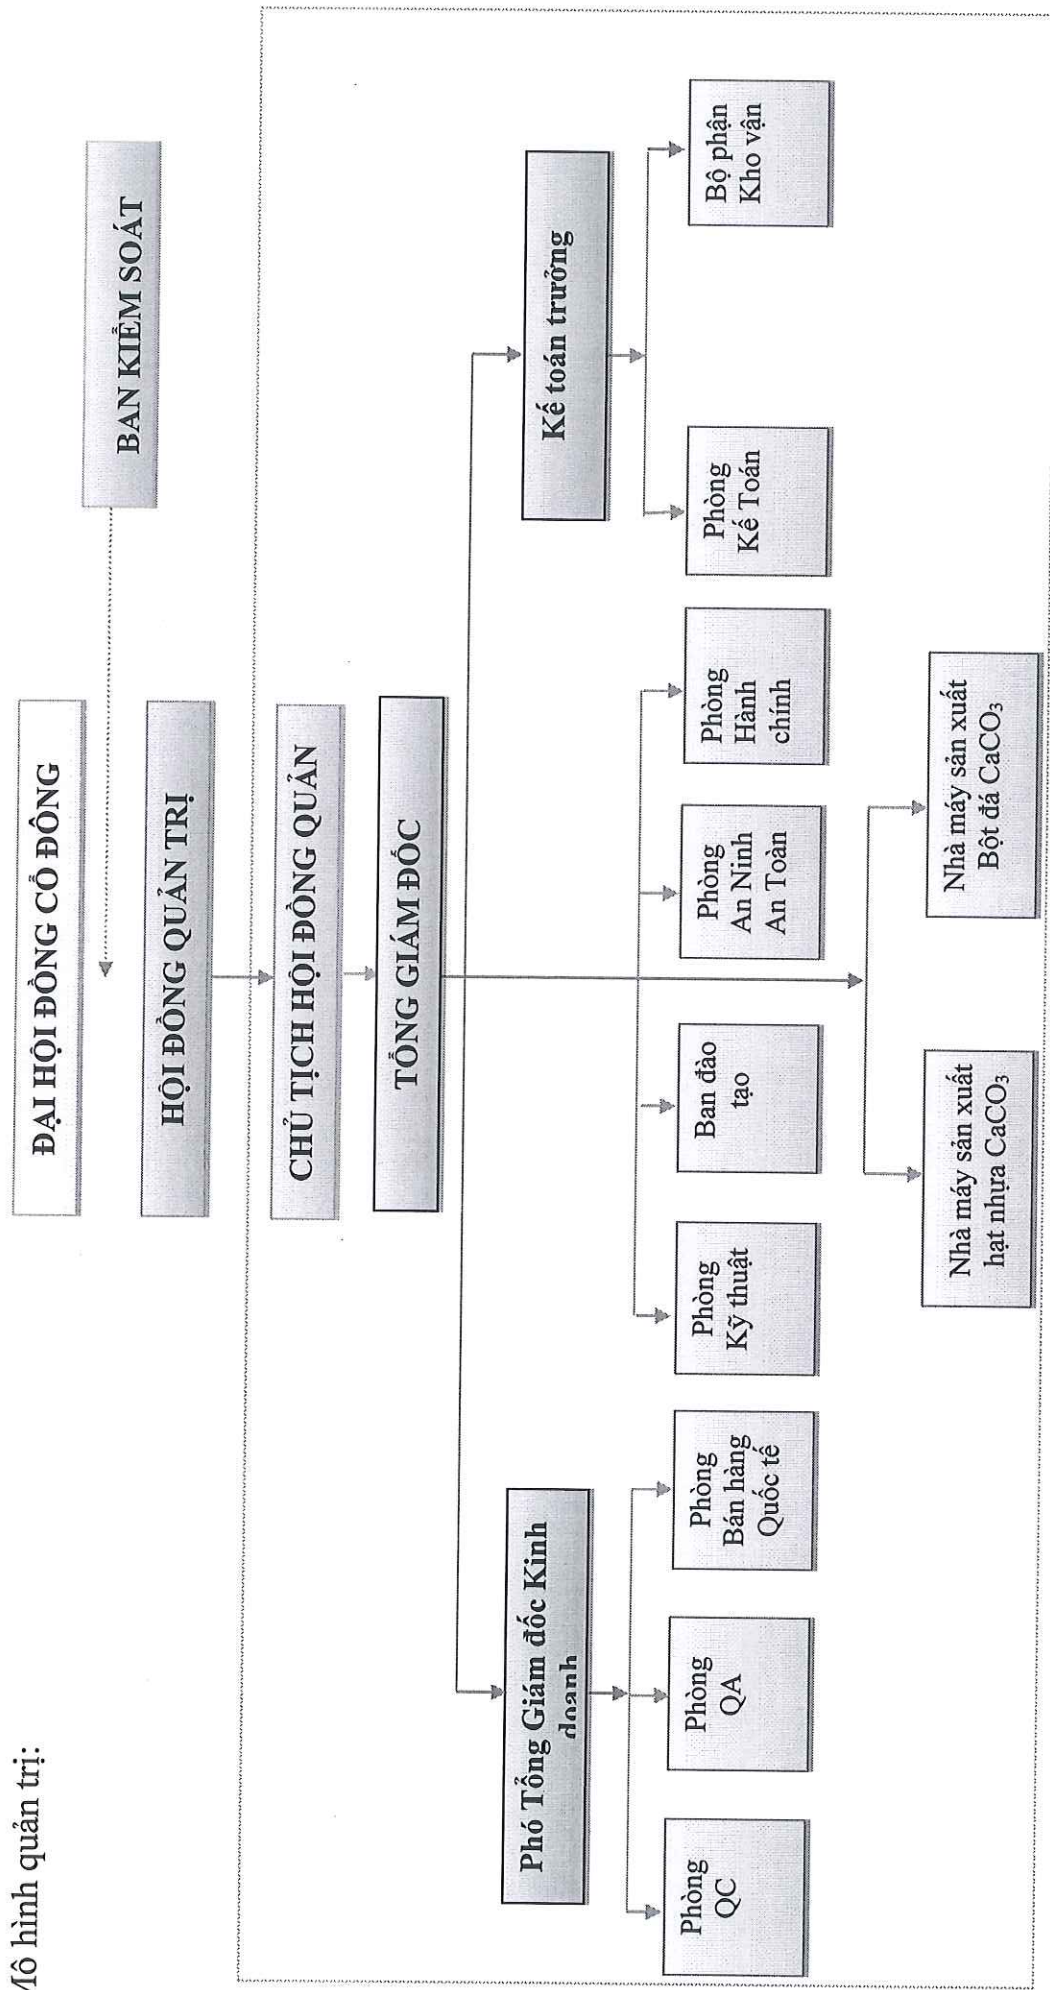 Mô hình quản trị:
ĐẠI HỘI ĐỒNG CỔ ĐÔNG
BAN KIỂM SOÁT
HỘI ĐỒNG QUẢN TRỊ
CHỦ TỊCH HỘI ĐỒNG QUẢN
TỔNG GIÁM ĐỐC
Phó Tổng Giám đốc Kinh
doanh
Kế toán trưởng
Phòng
QC
Phòng
QA
Phòng
Bán hàng
Quốc tế
Phòng
Kỹ thuật
Ban đào
tạo
Phòng
An Ninh
An Toàn
Phòng
Hành
chính
Phòng
Kế Toán
Bộ phận
Kho vận
Nhà máy sản xuất
hạt nhựa CaCO₃
Nhà máy sản xuất
Bột đá CaCO₃